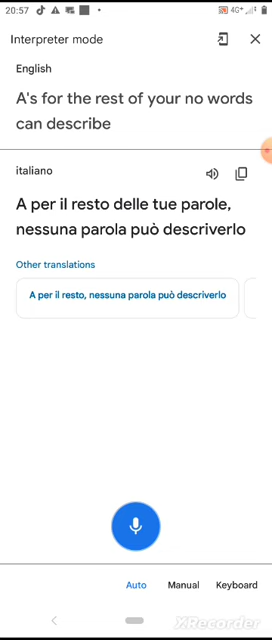 20:57
4G+
Interpreter mode
English
A's for the rest of your no words
can describe
italiano
A per il resto delle tue parole,
nessuna parola può descriverlo
Other translations
A per il resto, nessuna parola può descriverlo
Auto Manual Keyboard
XRecorder